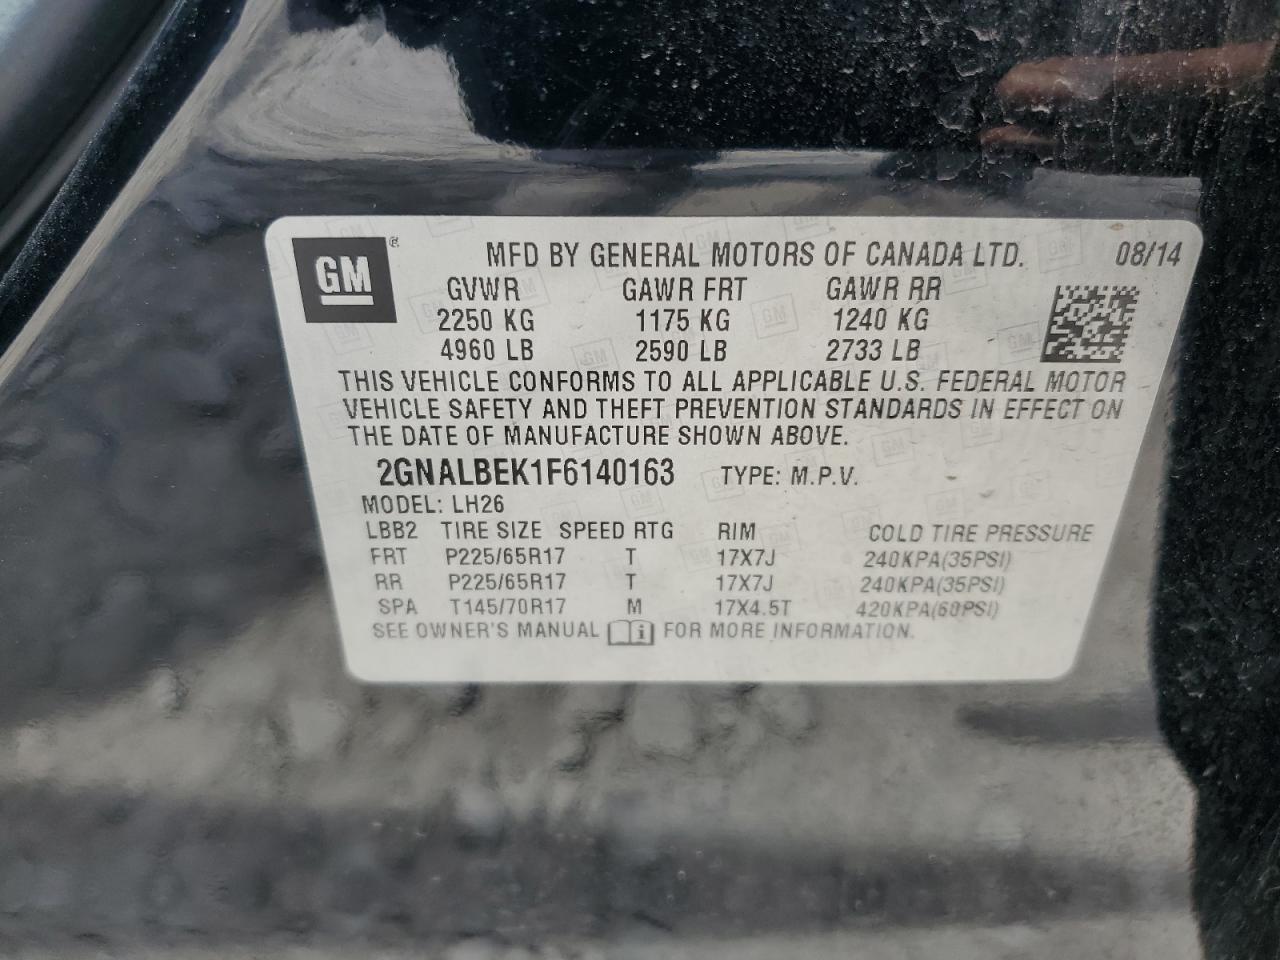 GM MFD BY GENERAL MOTORS OF CANADA LTD. 08/14
GVWR GAWR FRT GAWR RR
2250 KG 1175 KG 1240 KG
4960 LB 2590 LB 2733 LB
THIS VEHICLE CONFORMS TO ALL APPLICABLE U.S. FEDERAL MOTOR
VEHICLE SAFETY AND THEFT PREVENTION STANDARDS IN EFFECT ON
THE DATE OF MANUFACTURE SHOWN ABOVE.
2GNALBEK1F6140163 TYPE: M.P.V.
MODEL: LH26
LBB2 TIRE SIZE SPEED RTG RIM COLD TIRE PRESSURE
FRT P225/65R17 T 17X7J 240KPA(35PSI)
RR P225/65R17 T 17X7J 240KPA(35PSI)
SPA T145/70R17 M 17X4.5T 420KPA(60PSI)
SEE OWNER'S MANUAL i FOR MORE INFORMATION.